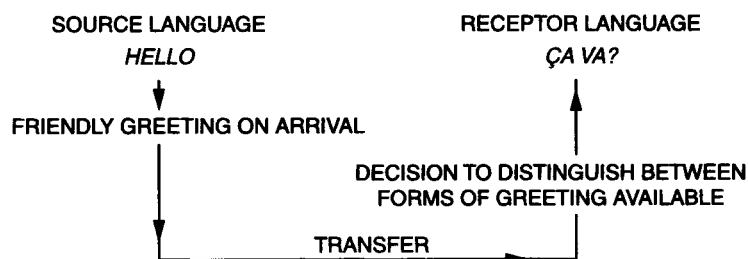 SOURCE LANGUAGE
HELLO
FRIENDLY GREETING ON ARRIVAL
TRANSFER
DECISION TO DISTINGUISH BETWEEN
FORMS OF GREETING AVAILABLE
RECEPTOR LANGUAGE
ÇA VA?